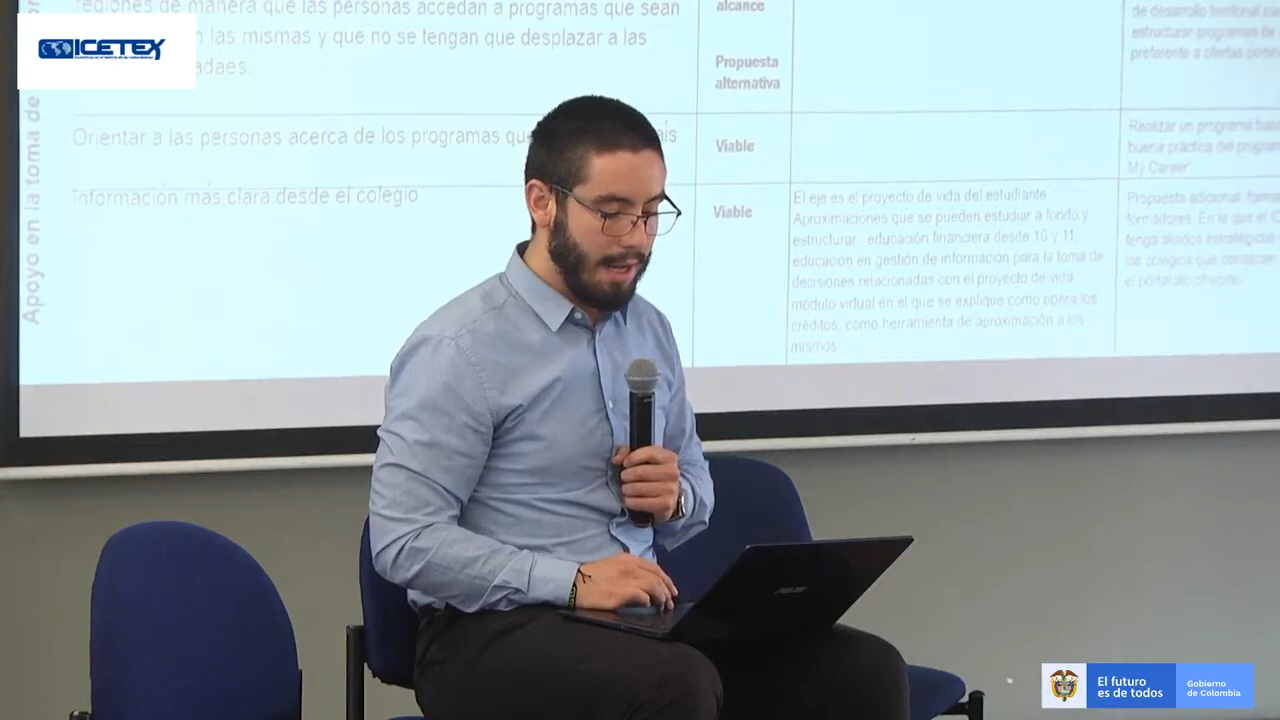 regiones de manera que las personas accedan a programas que sean
n las mismas y que no se tengan que desplazar a las
adaes.
alcance
Propuesta
alternativa
de desarrollo territorial
estructurar programas de
preferente a ofertas
ICETEX
Apoyo en la toma de
Orientar a las personas acerca de los programas qu
aís
Viable
Realizar un programa
buena práctica del
My Career'
Información más clara desde el colegio
Viable
El eje es el proyecto de vida del estudiante
Aproximaciones que se pueden estudiar a fondo y
estructurar: educación financiera desde 10 y 11,
educación en gestión de información para la toma de
decisiones relacionadas con el proyecto de vida
módulo virtual en el que se explique como opera los
créditos, como herramienta de aproximación a los
mismos
Propuesta adicional
formadores. En la que el
tenga aliados estratégicos
los colegios que
el portafolio ofrecido
ASUS
El futuro
es de todos
Gobierno
de Colombia